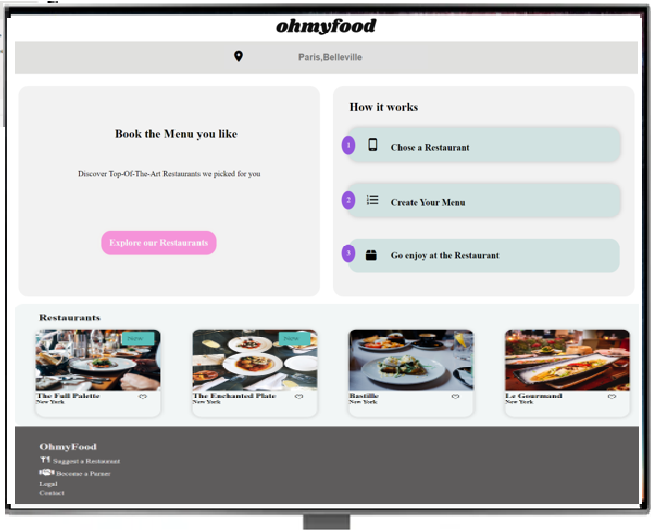 ohmyfood
Paris,Belleville
Book the Menu you like
Discover Top-Of-The-Art Restaurants we picked for you
Explore our Restaurants
How it works
1
Chose a Restaurant
2
Create Your Menu
3
Go enjoy at the Restaurant
Restaurants
New
The Full Palette
New York
New
The Enchanted Plate
New York
Bastille
New York
Le Gourmand
New York
OhmyFood
Suggest a Restaurant
Become a Parner
Legal
Contact